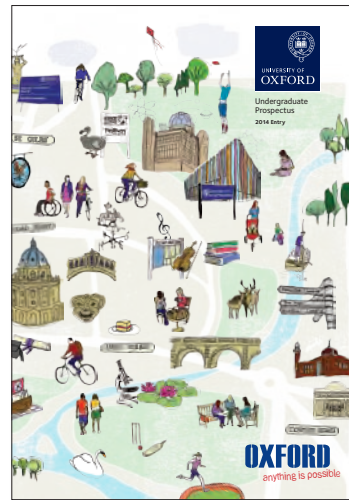 UNIVERSITY OF
OXFORD
Undergraduate
Prospectus
2014 Entry
OXFORD
anything is possible